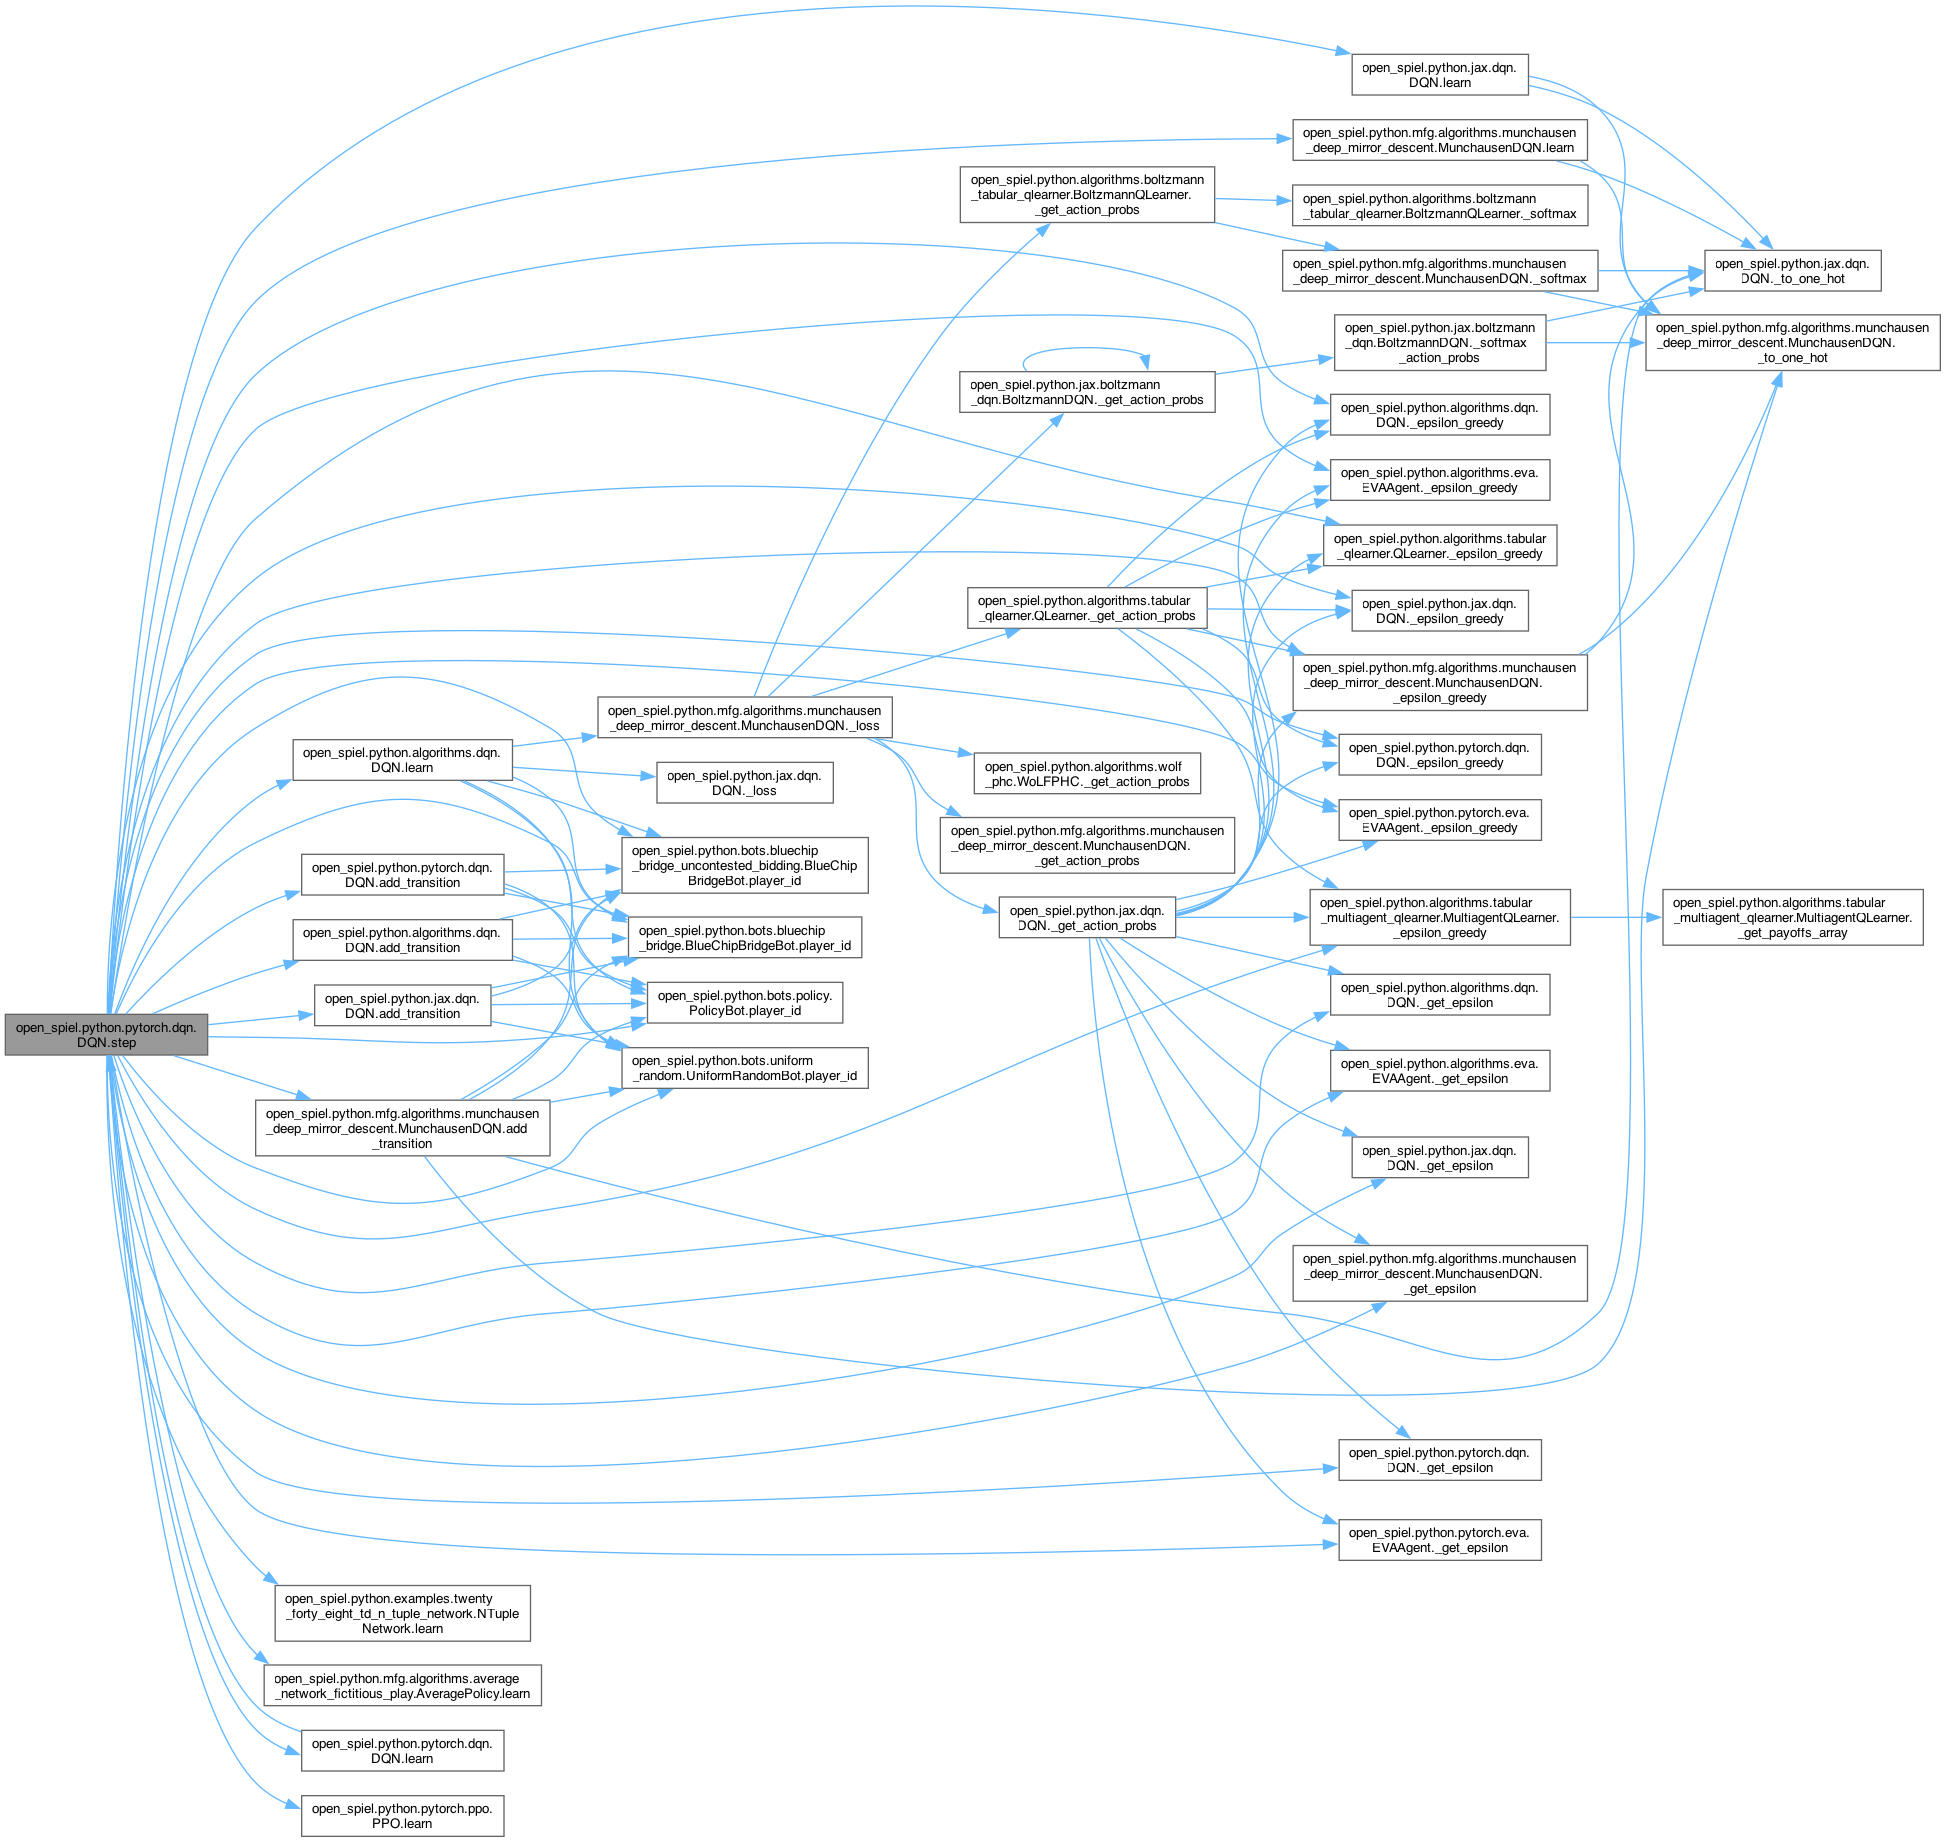 open_spiel.python.pytorch.dqn.
DQN.step
open_spiel.python.algorithms.dqn.
DQN.learn
open_spiel.python.pytorch.dqn.
DQN.add_transition
open_spiel.python.algorithms.dqn.
DQN.add_transition
open_spiel.python.jax.dqn.
DQN.add_transition
open_spiel.python.mfg.algorithms.munchausen
_deep_mirror_descent.MunchausenDQN.add
_transition
open_spiel.python.examples.twenty
_forty_eight_td_n_tuple_network.NTuple
Network.learn
open_spiel.python.mfg.algorithms.average
_network_fictitious_play.AveragePolicy.learn
open_spiel.python.pytorch.dqn.
DQN.learn
open_spiel.python.pytorch.ppo.
PPO.learn
open_spiel.python.mfg.algorithms.munchausen
_deep_mirror_descent.MunchausenDQN._loss
open_spiel.python.jax.dqn.
DQN._loss
open_spiel.python.bots.bluechip
_bridge_uncontested_bidding.BlueChip
BridgeBot.player_id
open_spiel.python.bots.bluechip
_bridge.BlueChipBridgeBot.player_id
open_spiel.python.bots.policy.
PolicyBot.player_id
open_spiel.python.bots.uniform
_random.UniformRandomBot.player_id
open_spiel.python.algorithms.boltzmann
_tabular_qlearner.BoltzmannQLearner.
_get_action_probs
open_spiel.python.jax.boltzmann
_dqn.BoltzmannDQN._get_action_probs
open_spiel.python.algorithms.tabular
_qlearner.QLearner._get_action_probs
open_spiel.python.algorithms.wolf
_phc.WoLFPHC._get_action_probs
open_spiel.python.mfg.algorithms.munchausen
_deep_mirror_descent.MunchausenDQN.
_get_action_probs
open_spiel.python.jax.dqn.
DQN._get_action_probs
open_spiel.python.jax.dqn.
DQN.learn
open_spiel.python.mfg.algorithms.munchausen
_deep_mirror_descent.MunchausenDQN.learn
open_spiel.python.algorithms.boltzmann
_tabular_qlearner.BoltzmannQLearner._softmax
open_spiel.python.mfg.algorithms.munchausen
_deep_mirror_descent.MunchausenDQN._softmax
open_spiel.python.jax.boltzmann
_dqn.BoltzmannDQN._softmax
_action_probs
open_spiel.python.algorithms.dqn.
DQN._epsilon_greedy
open_spiel.python.algorithms.eva.
EVAAgent._epsilon_greedy
open_spiel.python.algorithms.tabular
_qlearner.QLearner._epsilon_greedy
open_spiel.python.jax.dqn.
DQN._epsilon_greedy
open_spiel.python.mfg.algorithms.munchausen
_deep_mirror_descent.MunchausenDQN.
_epsilon_greedy
open_spiel.python.pytorch.dqn.
DQN._epsilon_greedy
open_spiel.python.pytorch.eva.
EVAAgent._epsilon_greedy
open_spiel.python.algorithms.tabular
_multiagent_qlearner.MultiagentQLearner.
_epsilon_greedy
open_spiel.python.algorithms.dqn.
DQN._get_epsilon
open_spiel.python.algorithms.eva.
EVAAgent._get_epsilon
open_spiel.python.jax.dqn.
DQN._get_epsilon
open_spiel.python.mfg.algorithms.munchausen
_deep_mirror_descent.MunchausenDQN.
_get_epsilon
open_spiel.python.pytorch.dqn.
DQN._get_epsilon
open_spiel.python.pytorch.eva.
EVAAgent._get_epsilon
open_spiel.python.jax.dqn.
DQN._to_one_hot
open_spiel.python.mfg.algorithms.munchausen
_deep_mirror_descent.MunchausenDQN.
_to_one_hot
open_spiel.python.algorithms.tabular
_multiagent_qlearner.MultiagentQLearner.
_get_payoffs_array